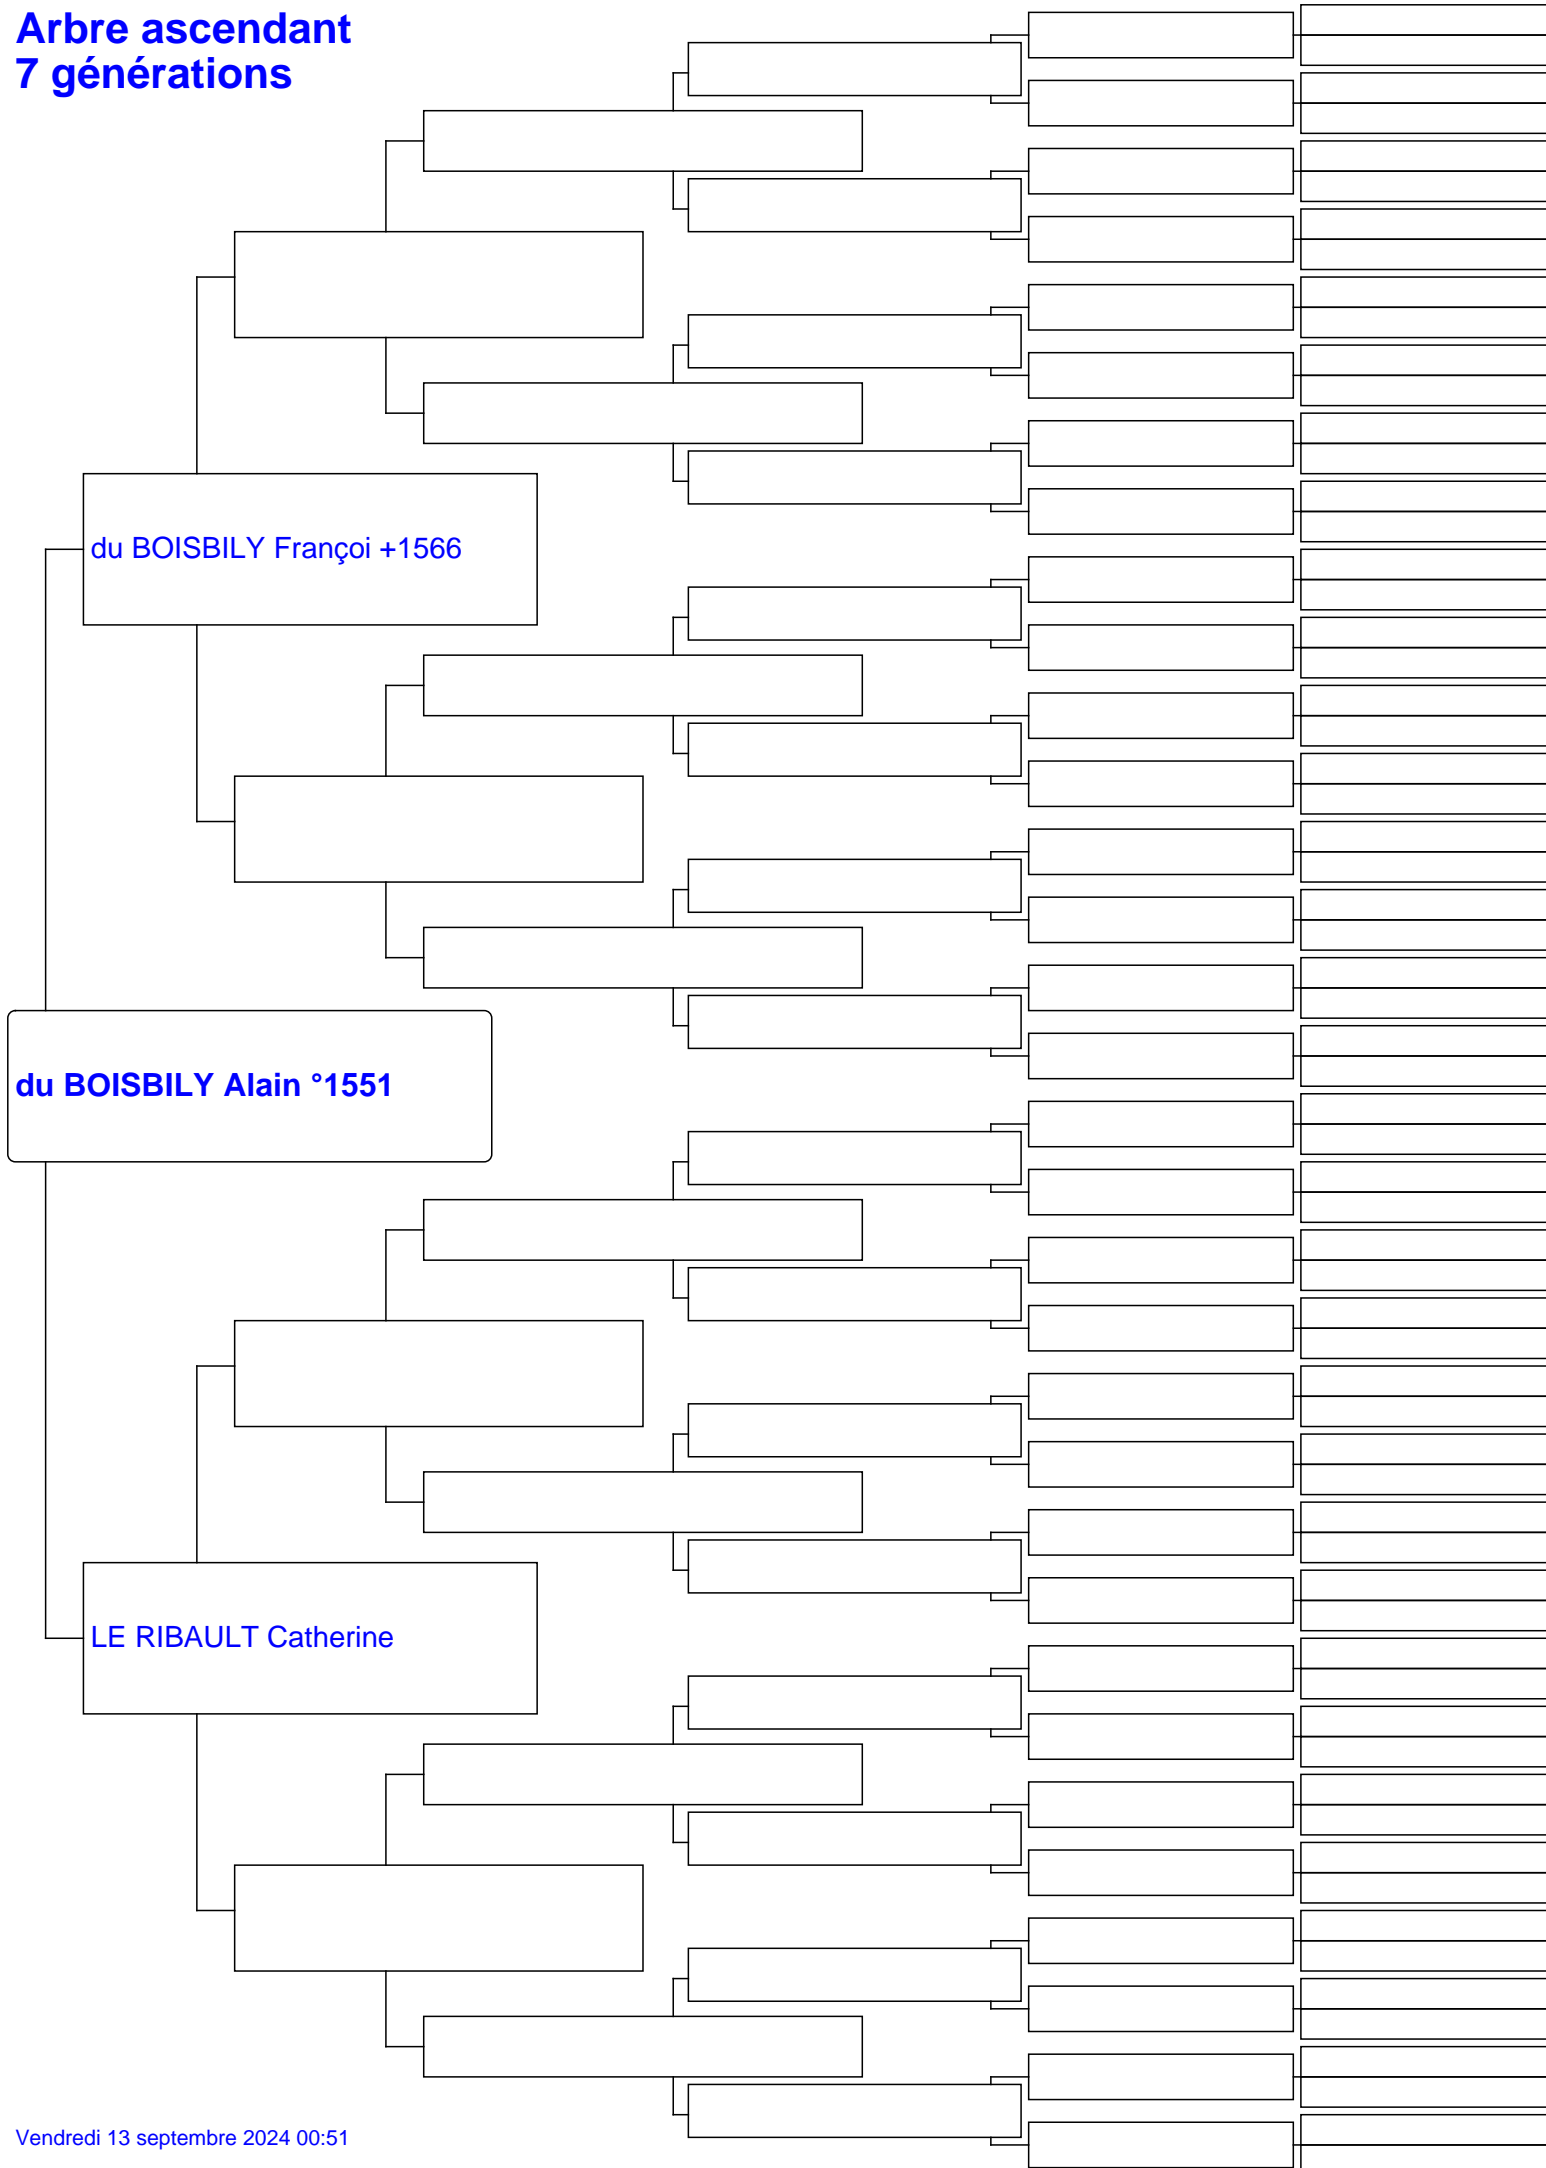 Arbre ascendant
7 générations
du BOISBILY Françoi +1566
du BOISBILY Alain °1551
LE RIBAULT Catherine
Vendredi 13 septembre 2024 00:51